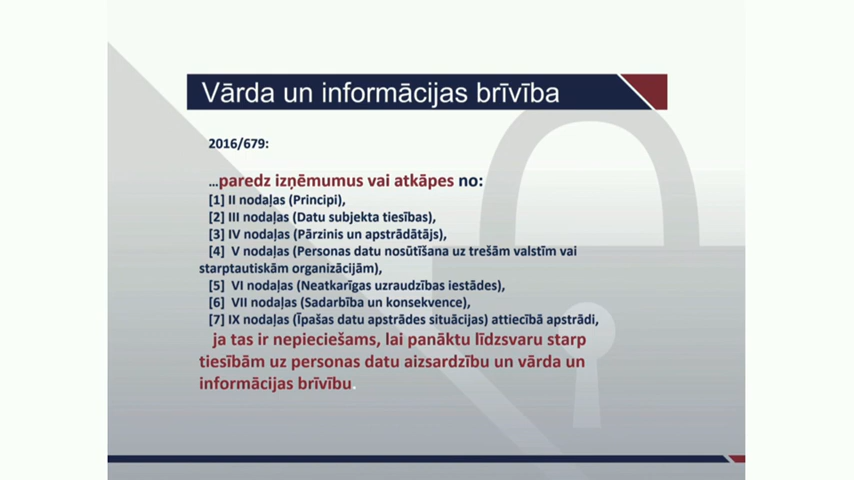 Vārda un informācijas brīvība
2016/679:
...paredz izņēmumus vai atkāpes no:
[1] II nodaļas (Principi),
[2] III nodaļas (Datu subjekta tiesības),
[3] IV nodaļas (Pārzinis un apstrādātājs),
[4] V nodaļas (Personas datu nosūtīšana uz trešām valstīm vai
starptautiskām organizācijām),
[5] VI nodaļas (Neatkarīgas uzraudzības iestādes),
[6] VII nodaļas (Sadarbība un konsekvence),
[7] IX nodaļas (Īpašas datu apstrādes situācijas) attiecībā apstrādi,
ja tas ir nepieciešams, lai panāktu līdzsvaru starp
tiesībām uz personas datu aizsardzību un vārda un
informācijas brīvību.